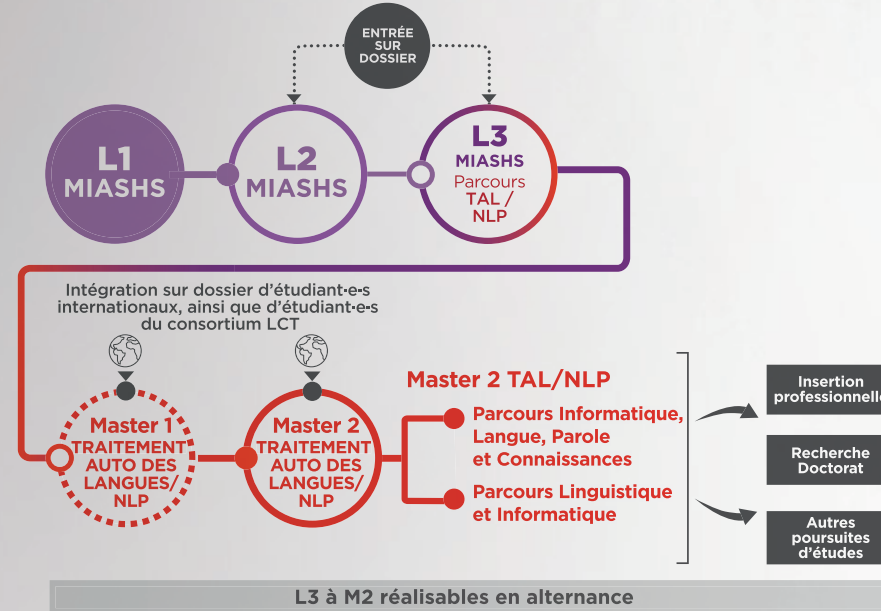 ENTRÉE
SUR
DOSSIER
L1
MIASHS
L2
MIASHS
L3
MIASHS
Parcours
TAL /
NLP
Intégration sur dossier d'étudiant·e·s
internationaux, ainsi que d'étudiant·e·s
du consortium LCT
Master 1
TRAITEMENT
AUTO DES
LANGUES/
NLP
Master 2
TRAITEMENT
AUTO DES
LANGUES/
NLP
Master 2 TAL/NLP
Parcours Informatique,
Langue, Parole
et Connaissances
Parcours Linguistique
et Informatique
Insertion
professionnelle
Recherche
Doctorat
Autres
poursuites
d'études
L3 à M2 réalisables en alternance